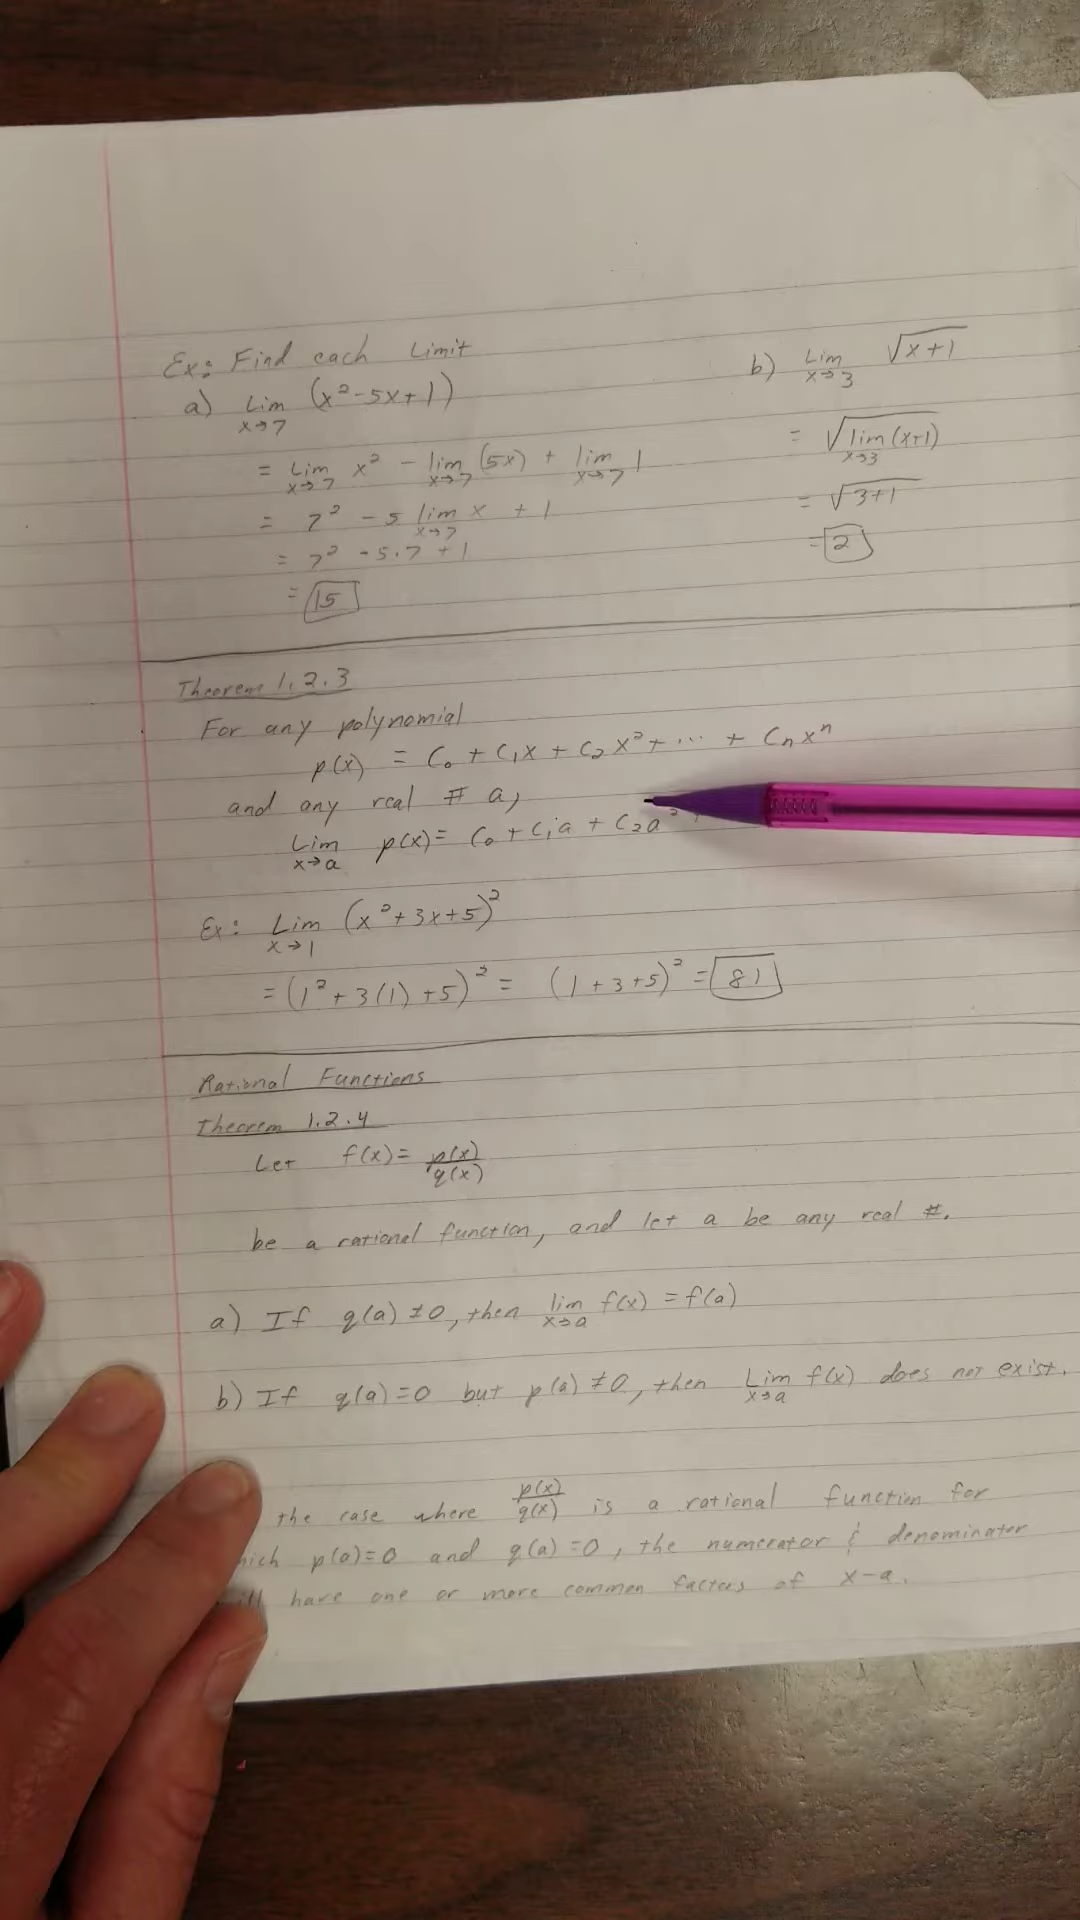 Ex: Find each Limit
a) Lim x→7 (x²-5x+1)
= Lim x→7 x² - lim x→7 (5x) + lim x→7 1
= 7² - 5 lim x→7 x + 1
= 7² - 5·7 + 1
= 15
b) Lim x→3 √(x+1)
= √(lim x→3 (x+1))
= √(3+1)
= 2
Theorem 1.2.3
For any polynomial
p(x) = C₀ + C₁x + C₂x² + ... + Cₙxⁿ
and any real # a,
Lim x→a p(x) = C₀ + C₁a + C₂a²
Ex: Lim x→1 (x²+3x+5)²
= (1²+3(1)+5)² = (1+3+5)² = 81
Rational Functions
Theorem 1.2.4
Let f(x) = p(x)/q(x)
be a rational function, and let a be any real #.
a) If q(a) ≠ 0, then lim x→a f(x) = f(a)
b) If q(a) = 0 but p(a) ≠ 0, then Lim x→a f(x) does not exist.
the case where p(x)/q(x) is a rational function for
p(a)=0 and q(a)=0, the numerator & denominator
have one or more common factors of x-a.